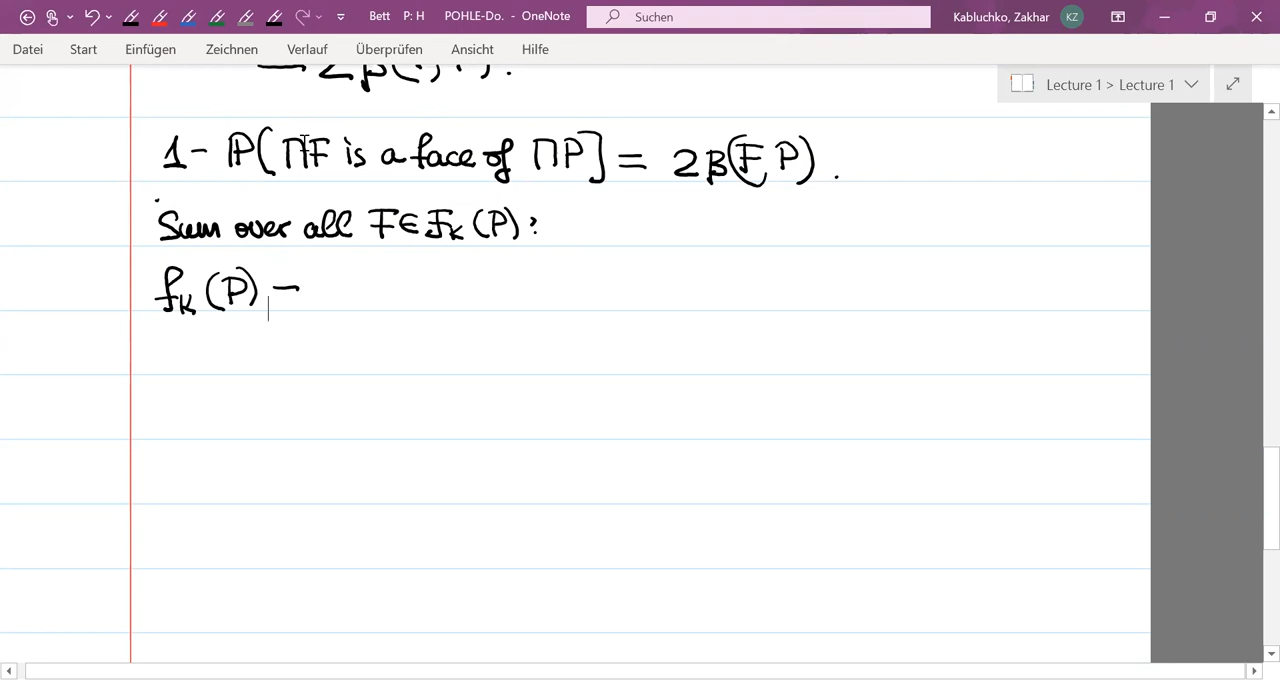 Bett P: H POHLE-Do. - OneNote Suchen Kabluchko, Zakhar KZ
Datei Start Einfügen Zeichnen Verlauf Überprüfen Ansicht Hilfe
Lecture 1 > Lecture 1
1 - P(ΠF is a face of ΠP] = 2β(F P).
Sum over all F∈F_k(P):
f_k(P) -